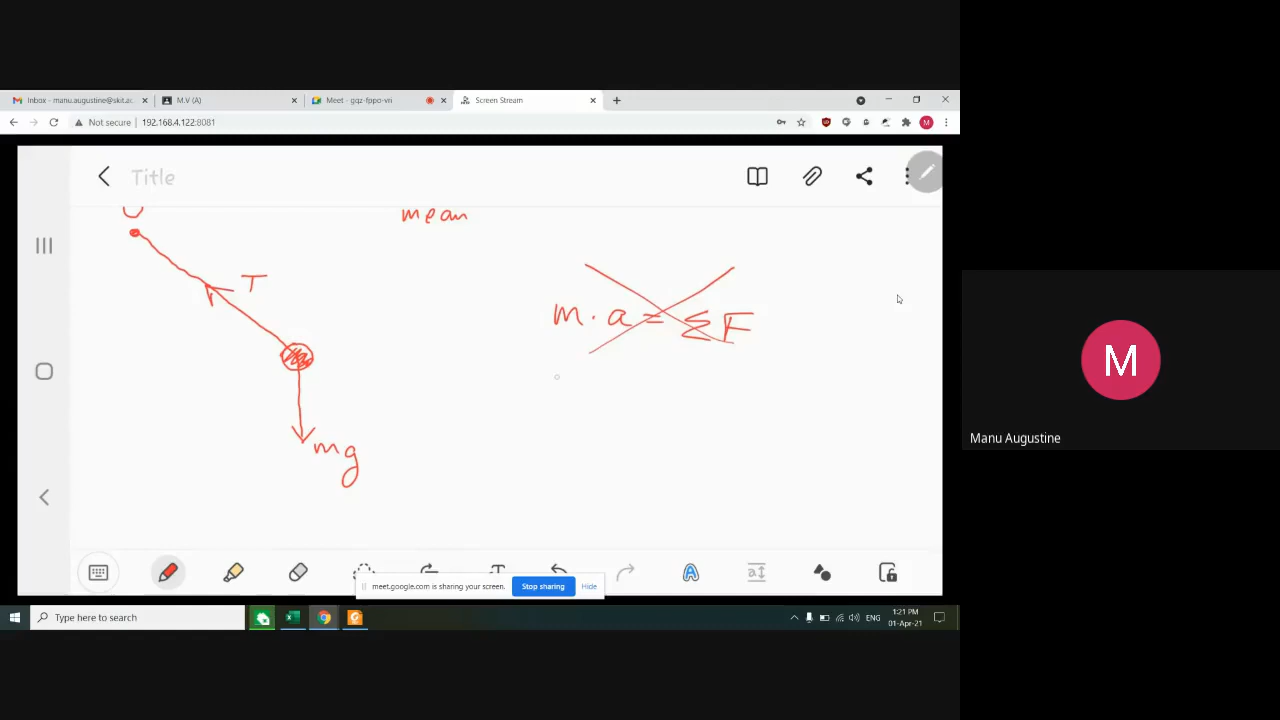 Inbox - manu.augustine@skit.ac
M.V (A)
Meet - gqz-fppo-vri
Screen Stream
Not secure
192.168.4.122:8081
Title
mean
T
m · a = Σ F
mg
M
Manu Augustine
meet.google.com is sharing your screen.
Stop sharing
Hide
Type here to search
ENG
1:21 PM
01-Apr-21